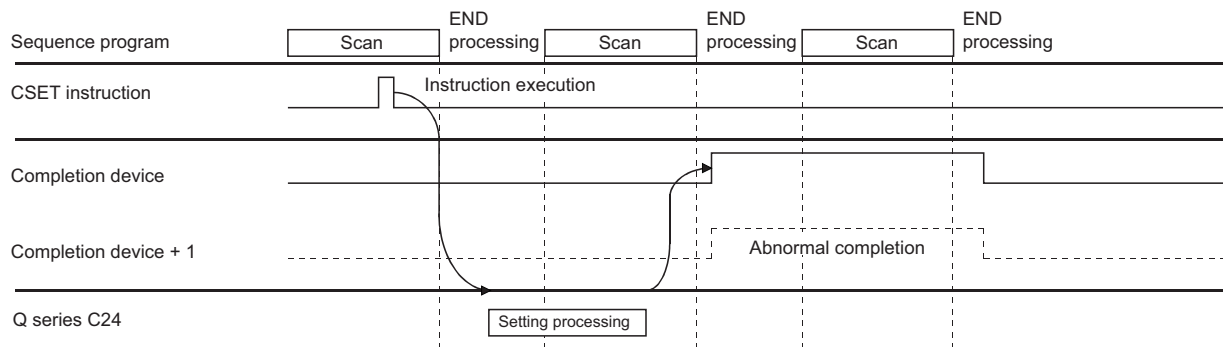 END
processing
END
processing
END
processing
Sequence program
Scan
Scan
Scan
CSET instruction
Instruction execution
Completion device
Completion device + 1
Abnormal completion
Q series C24
Setting processing